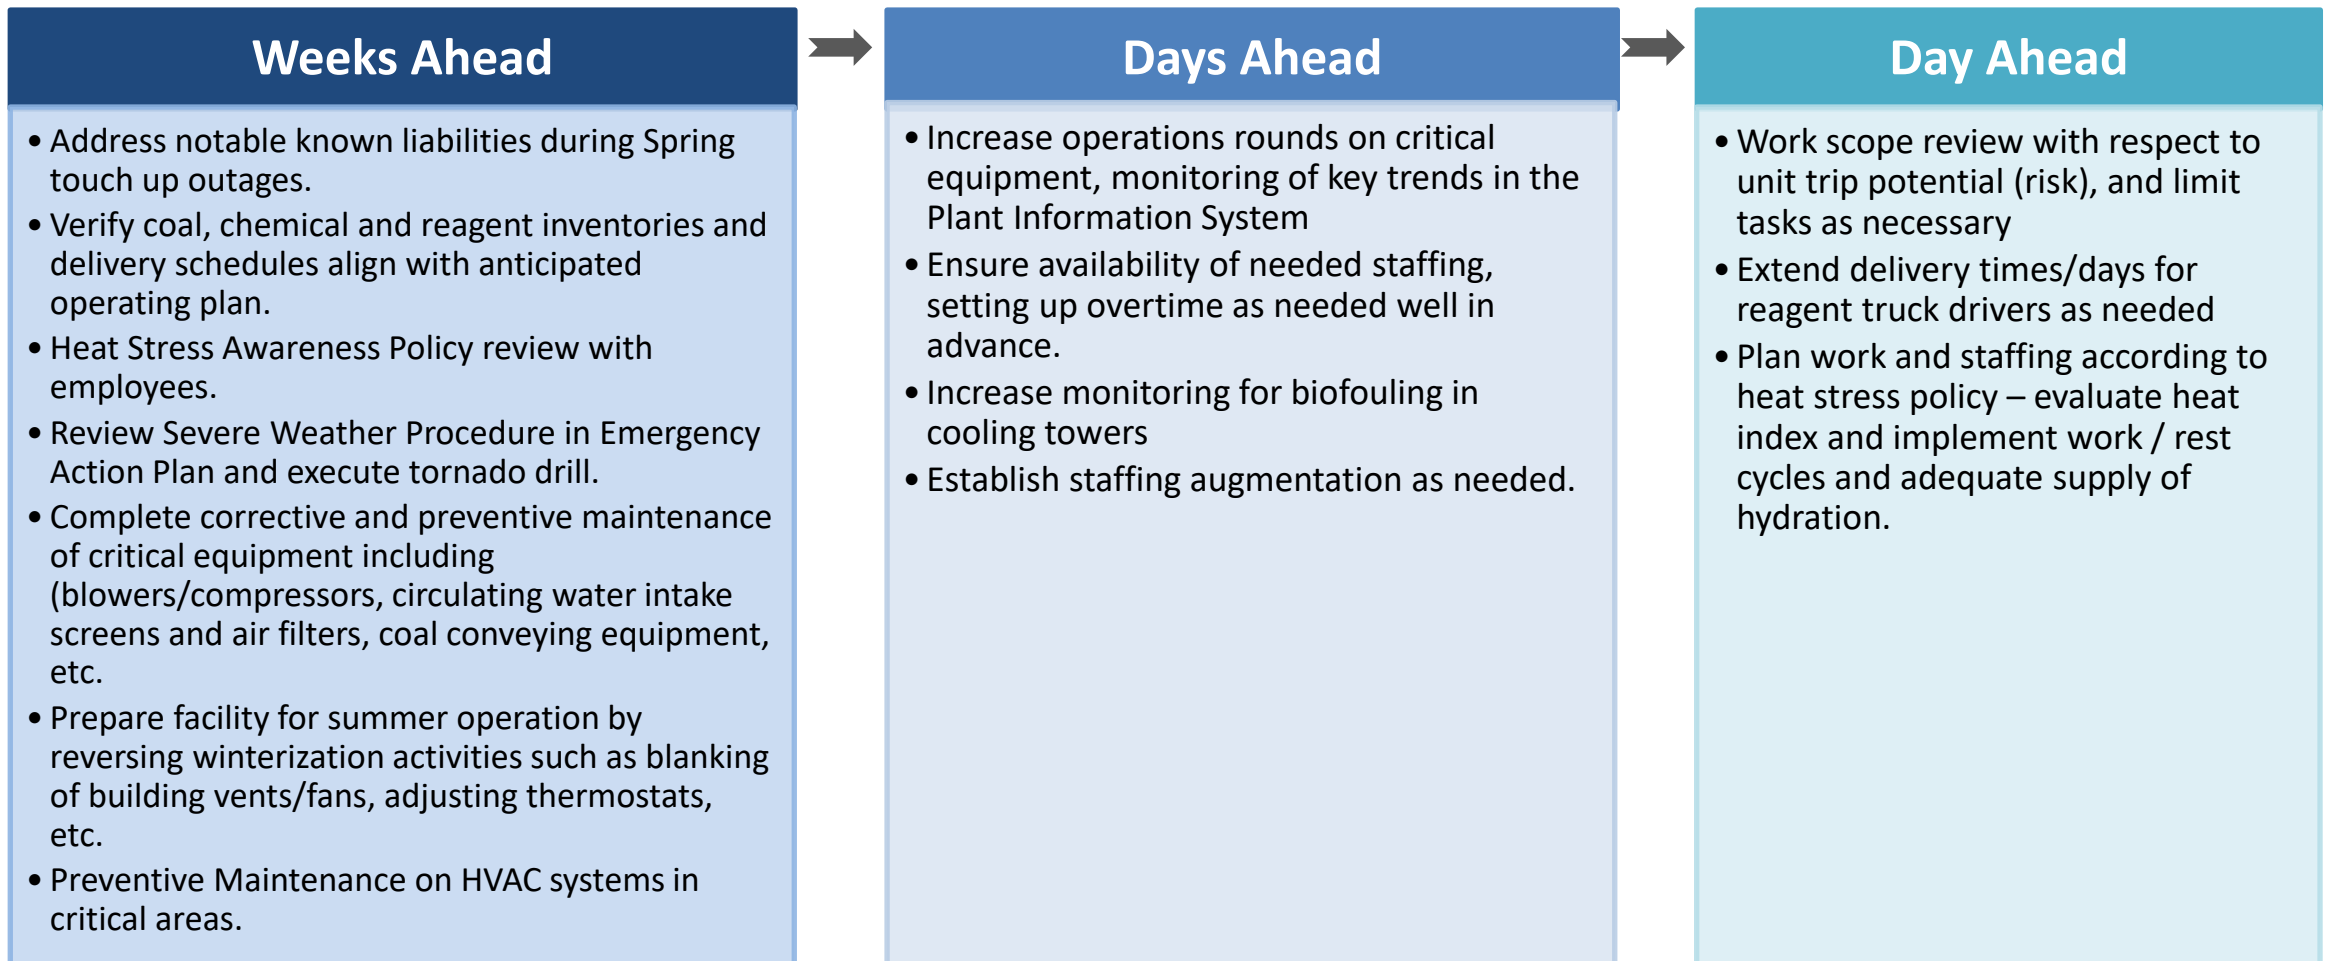 Weeks Ahead
• Address notable known liabilities during Spring
touch up outages.
• Verify coal, chemical and reagent inventories and
delivery schedules align with anticipated
operating plan.
• Heat Stress Awareness Policy review with
employees.
• Review Severe Weather Procedure in Emergency
Action Plan and execute tornado drill.
• Complete corrective and preventive maintenance
of critical equipment including
(blowers/compressors, circulating water intake
screens and air filters, coal conveying equipment,
etc.
• Prepare facility for summer operation by
reversing winterization activities such as blanking
of building vents/fans, adjusting thermostats,
etc.
• Preventive Maintenance on HVAC systems in
critical areas.
Days Ahead
• Increase operations rounds on critical
equipment, monitoring of key trends in the
Plant Information System
• Ensure availability of needed staffing,
setting up overtime as needed well in
advance.
• Increase monitoring for biofouling in
cooling towers
• Establish staffing augmentation as needed.
Day Ahead
• Work scope review with respect to
unit trip potential (risk), and limit
tasks as necessary
• Extend delivery times/days for
reagent truck drivers as needed
• Plan work and staffing according to
heat stress policy – evaluate heat
index and implement work / rest
cycles and adequate supply of
hydration.